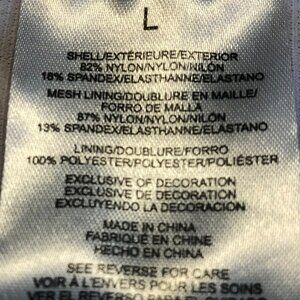 L
SHELL/EXTÉRIEURE/EXTERIOR
82% NYLON/NYLON/NILÓN
18% SPANDEX/ELASTHANNE/ELASTANO
MESH LINING/DOUBLURE EN MAILLE/
FORRO DE MALLA
87% NYLON/NYLON/NILÓN
13% SPANDEX/ELASTHANNE/ELASTANO
LINING/DOUBLURE/FORRO
100% POLYESTER/POLYESTER/POLIÉSTER
EXCLUSIVE OF DECORATION
EXCLUSIVE DE DECORATION
EXCLUYENDO LA DECORACIÓN
MADE IN CHINA
FABRIQUÉ EN CHINE
HECHO EN CHINA
SEE REVERSE FOR CARE
VOIR À L'ENVERS POUR LES SOINS